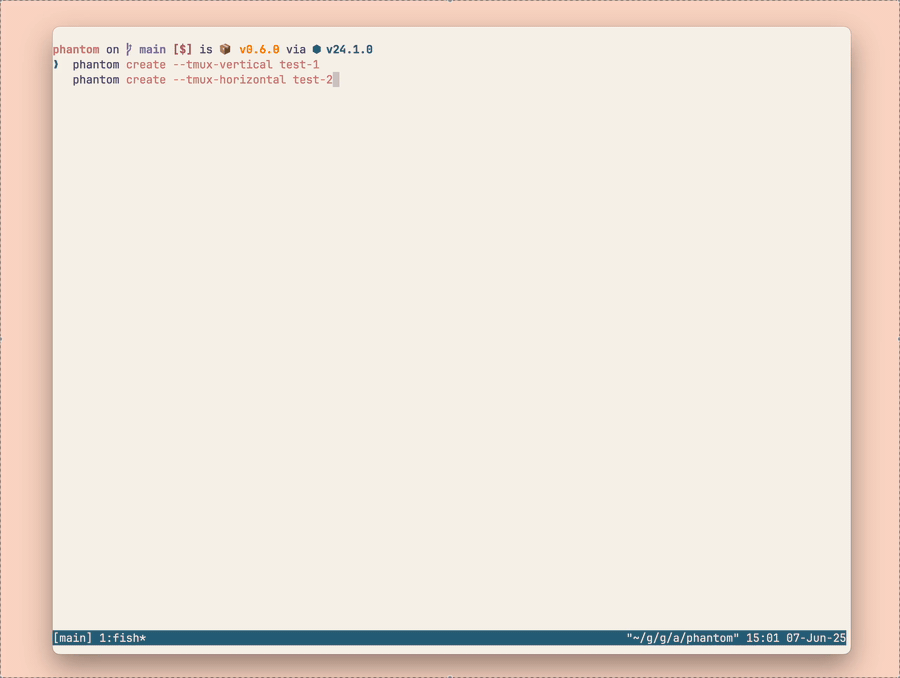 phantom on main [$] is 📦 v0.6.0 via ⬢ v24.1.0
❯ phantom create --tmux-vertical test-1
phantom create --tmux-horizontal test-2
[main] 1:fish* "~/g/g/a/phantom" 15:01 07-Jun-25